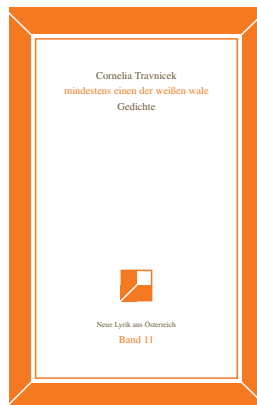 Cornelia Travnicek
mindestens einen der weißen wale
Gedichte
Neue Lyrik aus Österreich
Band 11